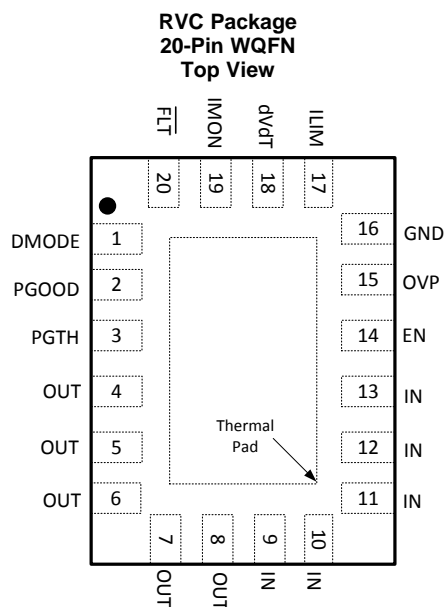 RVC Package
20-Pin WQFN
Top View
FLT
IMON
dVdT
ILIM
20
19
18
17
DMODE 1
16 GND
PGOOD 2
15 OVP
PGTH 3
14 EN
OUT 4
13 IN
OUT 5
12 IN
OUT 6
11 IN
Thermal
Pad
7
8
9
10
OUT
OUT
IN
IN